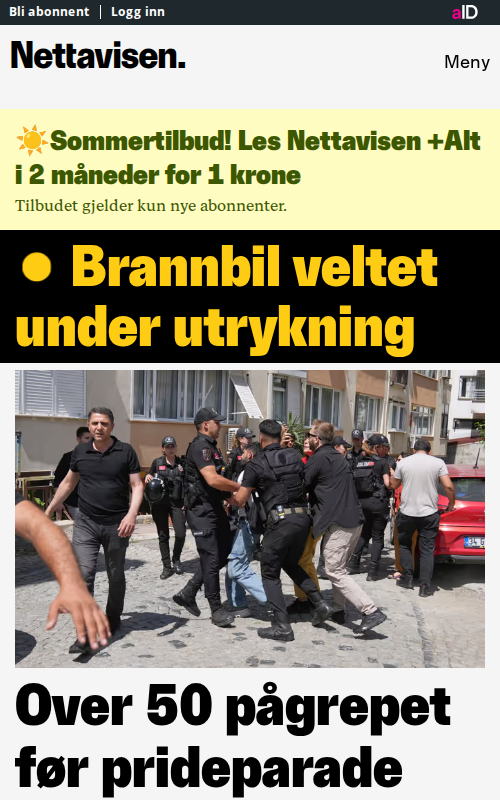 Bli abonnent
Logg inn
aID
Nettavisen.
Meny
☀️Sommertilbud! Les Nettavisen +Alt
i 2 måneder for 1 krone
Tilbudet gjelder kun nye abonnenter.
Brannbil veltet
under utrykning
Over 50 pågrepet
før prideparade